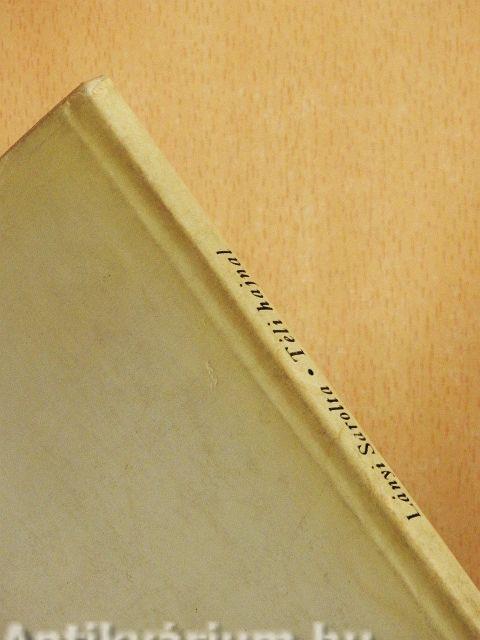 Lányi Sarolta • Téli hajnal
Antikvárium.hu